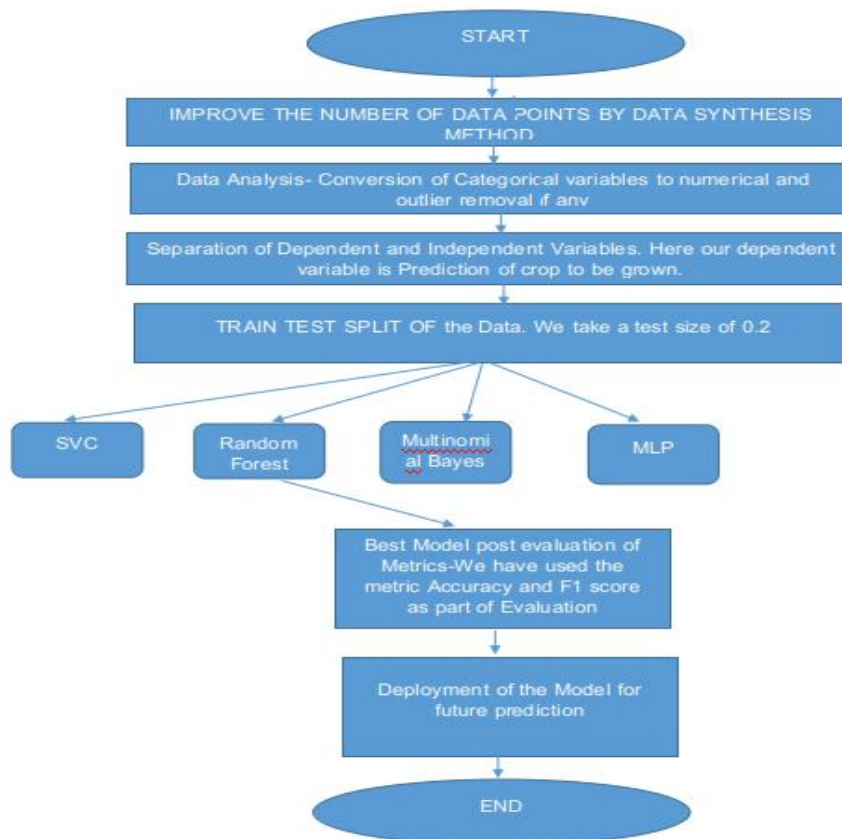 START
IMPROVE THE NUMBER OF DATA POINTS BY DATA SYNTHESIS
METHOD
Data Analysis- Conversion of Categorical variables to numerical and
outlier removal if any
Separation of Dependent and Independent Variables. Here our dependent
variable is Prediction of crop to be grown.
TRAIN TEST SPLIT OF the Data. We take a test size of 0.2
SVC
Random
Forest
Multinomi
al Bayes
MLP
Best Model post evaluation of
Metrics-We have used the
metric Accuracy and F1 score
as part of Evaluation
Deployment of the Model for
future prediction
END